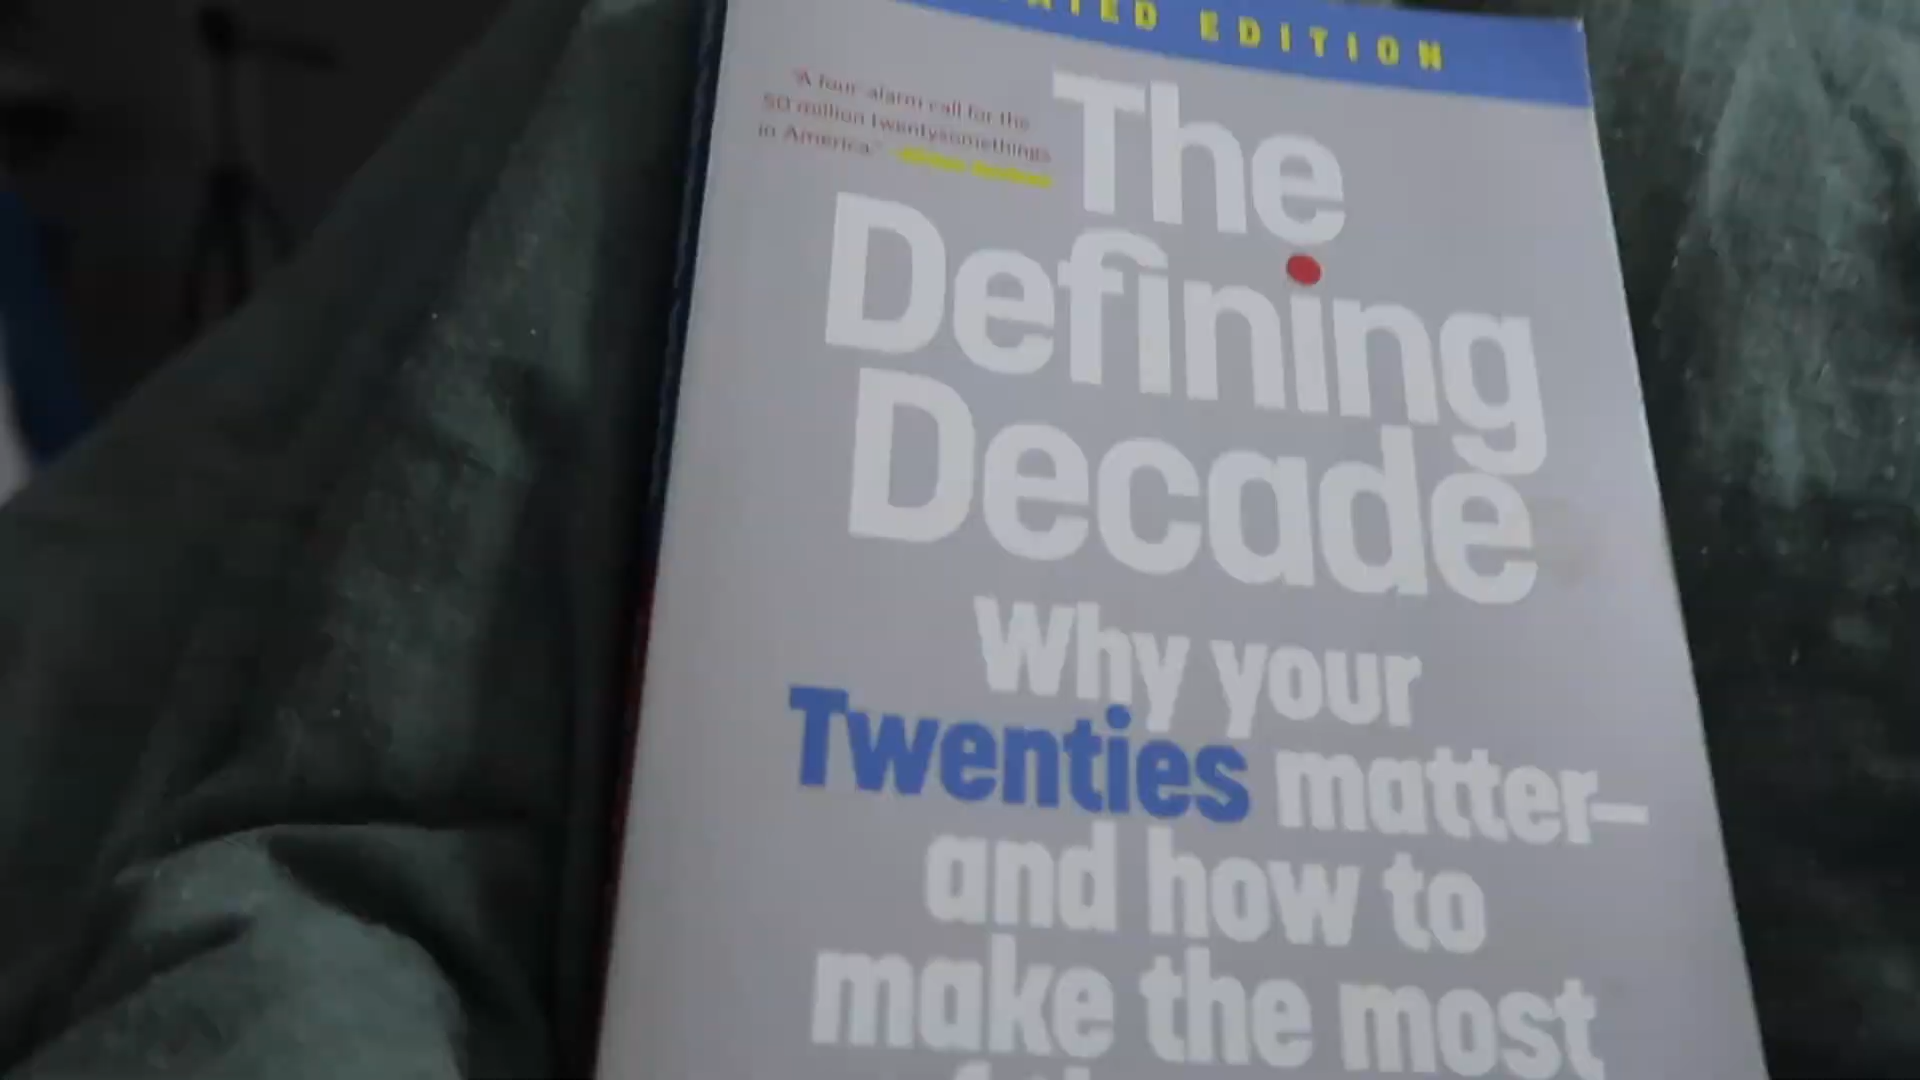 EDITION
"A four-alarm call for the
50 million twentysomethings
in America."
The
Defining
Decade
Why your
Twenties matter–
and how to
make the most